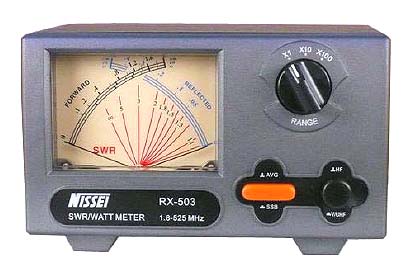 X1 X10 X100
RANGE
FORWARD
REFLECTED
SWR
NISSEI RX-503
SWR/WATT METER 1.8-525 MHz
AVG
SSB
HF
V/UHF